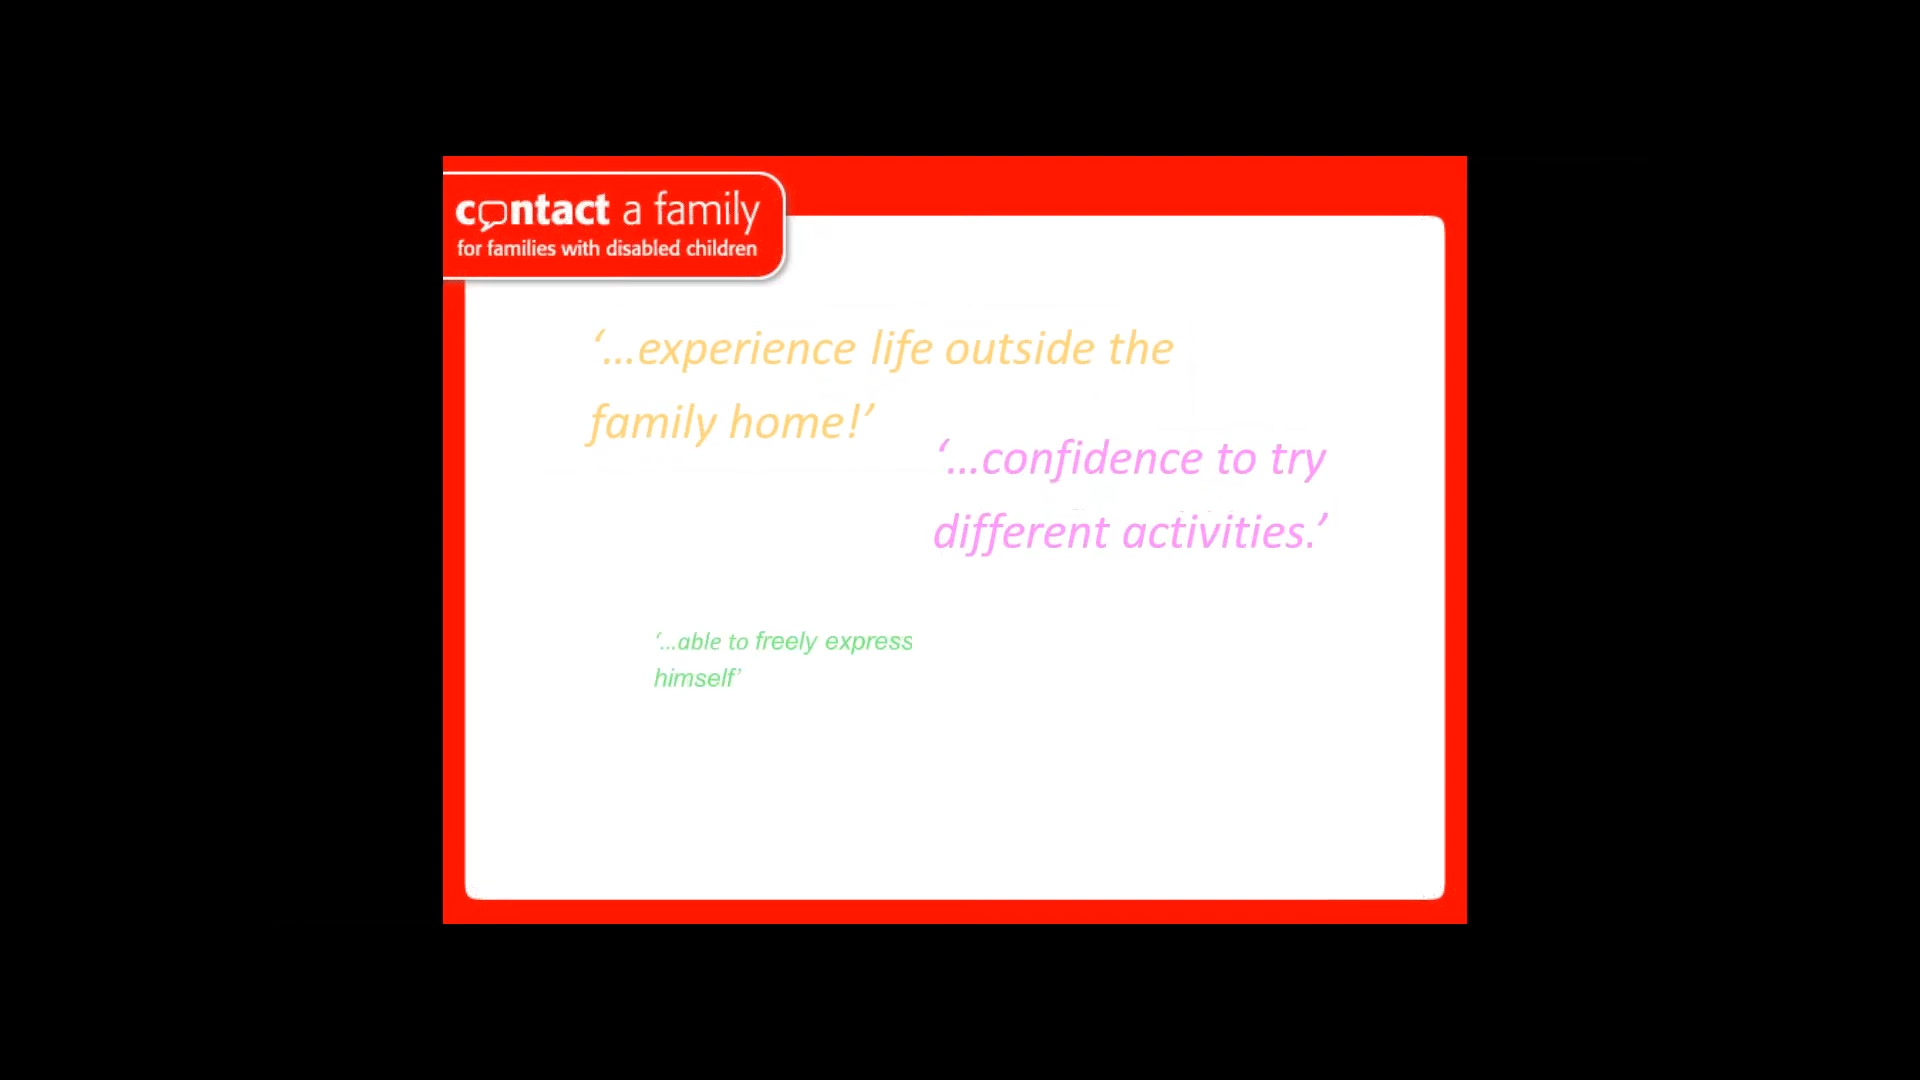 contact a family
for families with disabled children
‘...experience life outside the
family home!’
‘...confidence to try
different activities.’
‘...able to freely express
himself’